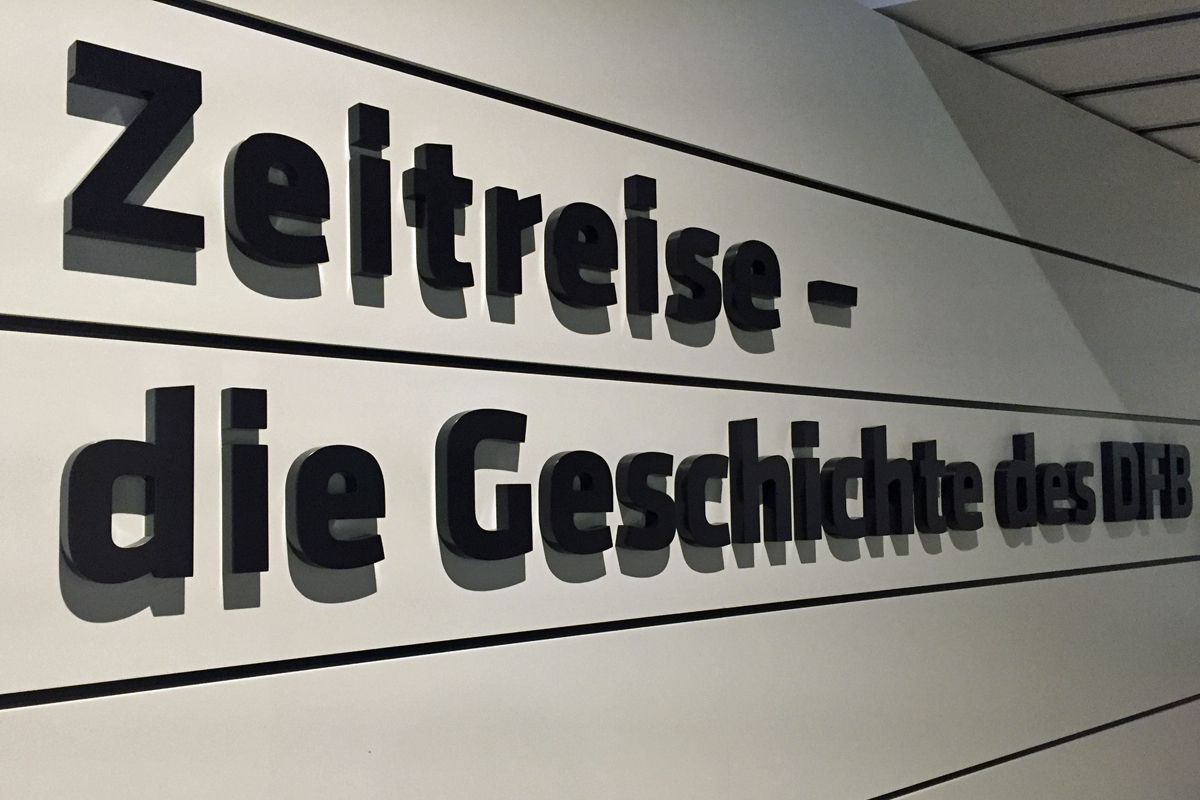 Zeitreise –
die Geschichte des DFB